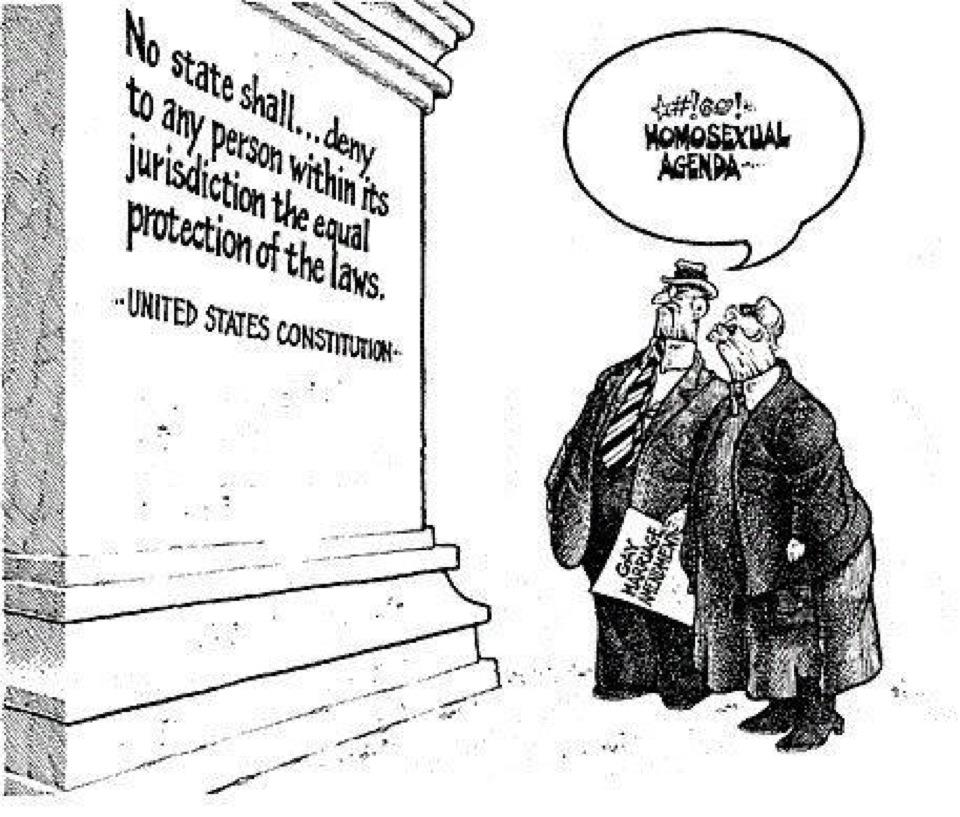 No state shall...deny
to any person within its
jurisdiction the equal
protection of the laws.
--UNITED STATES CONSTITUTION--
*#!@@!--
HOMOSEXUAL
AGENDA---
GAY
MARRIAGE
AMENDMENTS